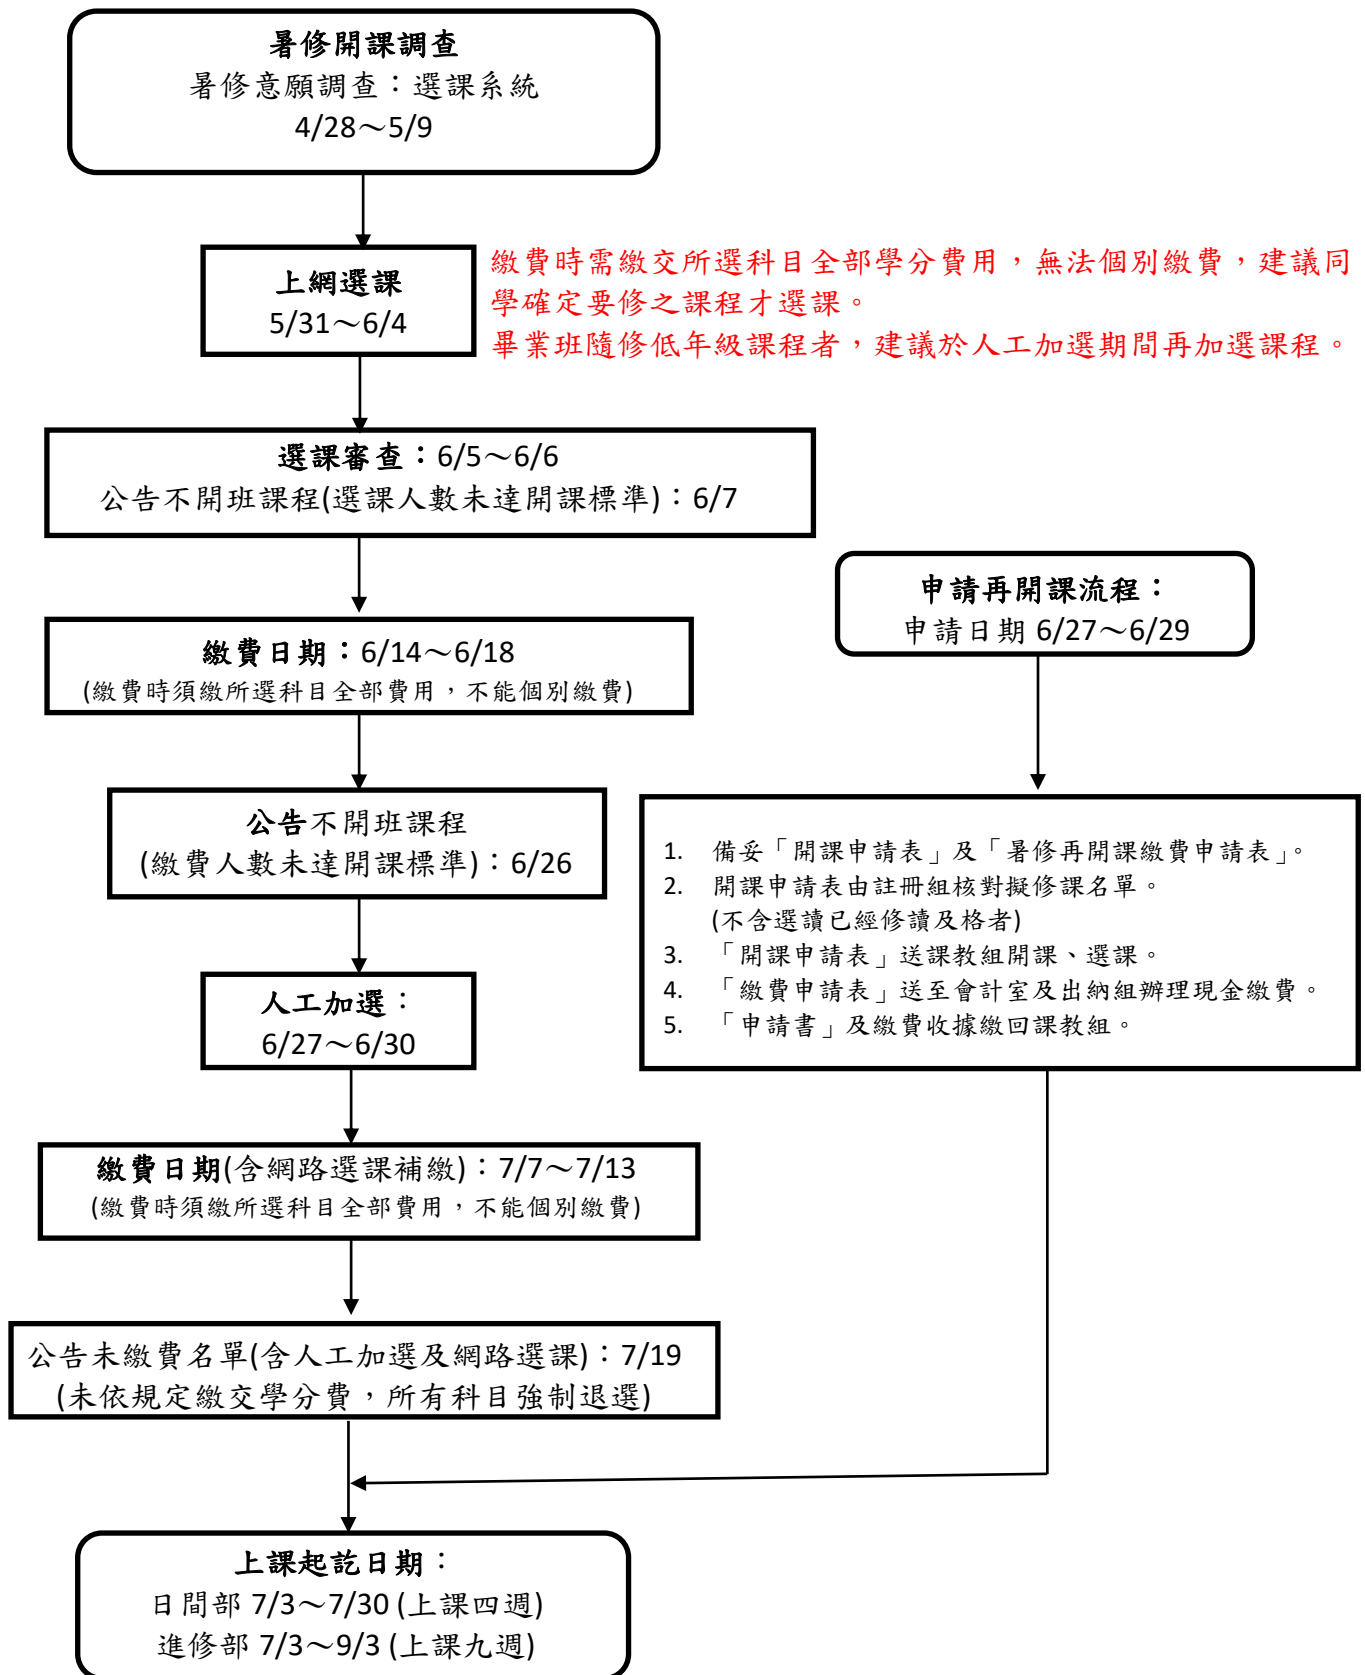 暑修開課調查
暑修意願調查：選課系統
4/28～5/9
上網選課
5/31～6/4
繳費時需繳交所選科目全部學分費用，無法個別繳費，建議同
學確定要修之課程才選課。
畢業班隨修低年級課程者，建議於人工加選期間再加選課程。
選課審查：6/5～6/6
公告不開班課程(選課人數未達開課標準)：6/7
繳費日期：6/14～6/18
(繳費時須繳所選科目全部費用，不能個別繳費)
公告不開班課程
(繳費人數未達開課標準)：6/26
人工加選：
6/27～6/30
繳費日期(含網路選課補繳)：7/7～7/13
(繳費時須繳所選科目全部費用，不能個別繳費)
公告未繳費名單(含人工加選及網路選課)：7/19
(未依規定繳交學分費，所有科目強制退選)
申請再開課流程：
申請日期 6/27～6/29
1. 備妥「開課申請表」及「暑修再開課繳費申請表」。
2. 開課申請表由註冊組核對擬修課名單。
(不含選讀已經修讀及格者)
3. 「開課申請表」送課教組開課、選課。
4. 「繳費申請表」送至會計室及出納組辦理現金繳費。
5. 「申請書」及繳費收據繳回課教組。
上課起訖日期：
日間部 7/3～7/30 (上課四週)
進修部 7/3～9/3 (上課九週)